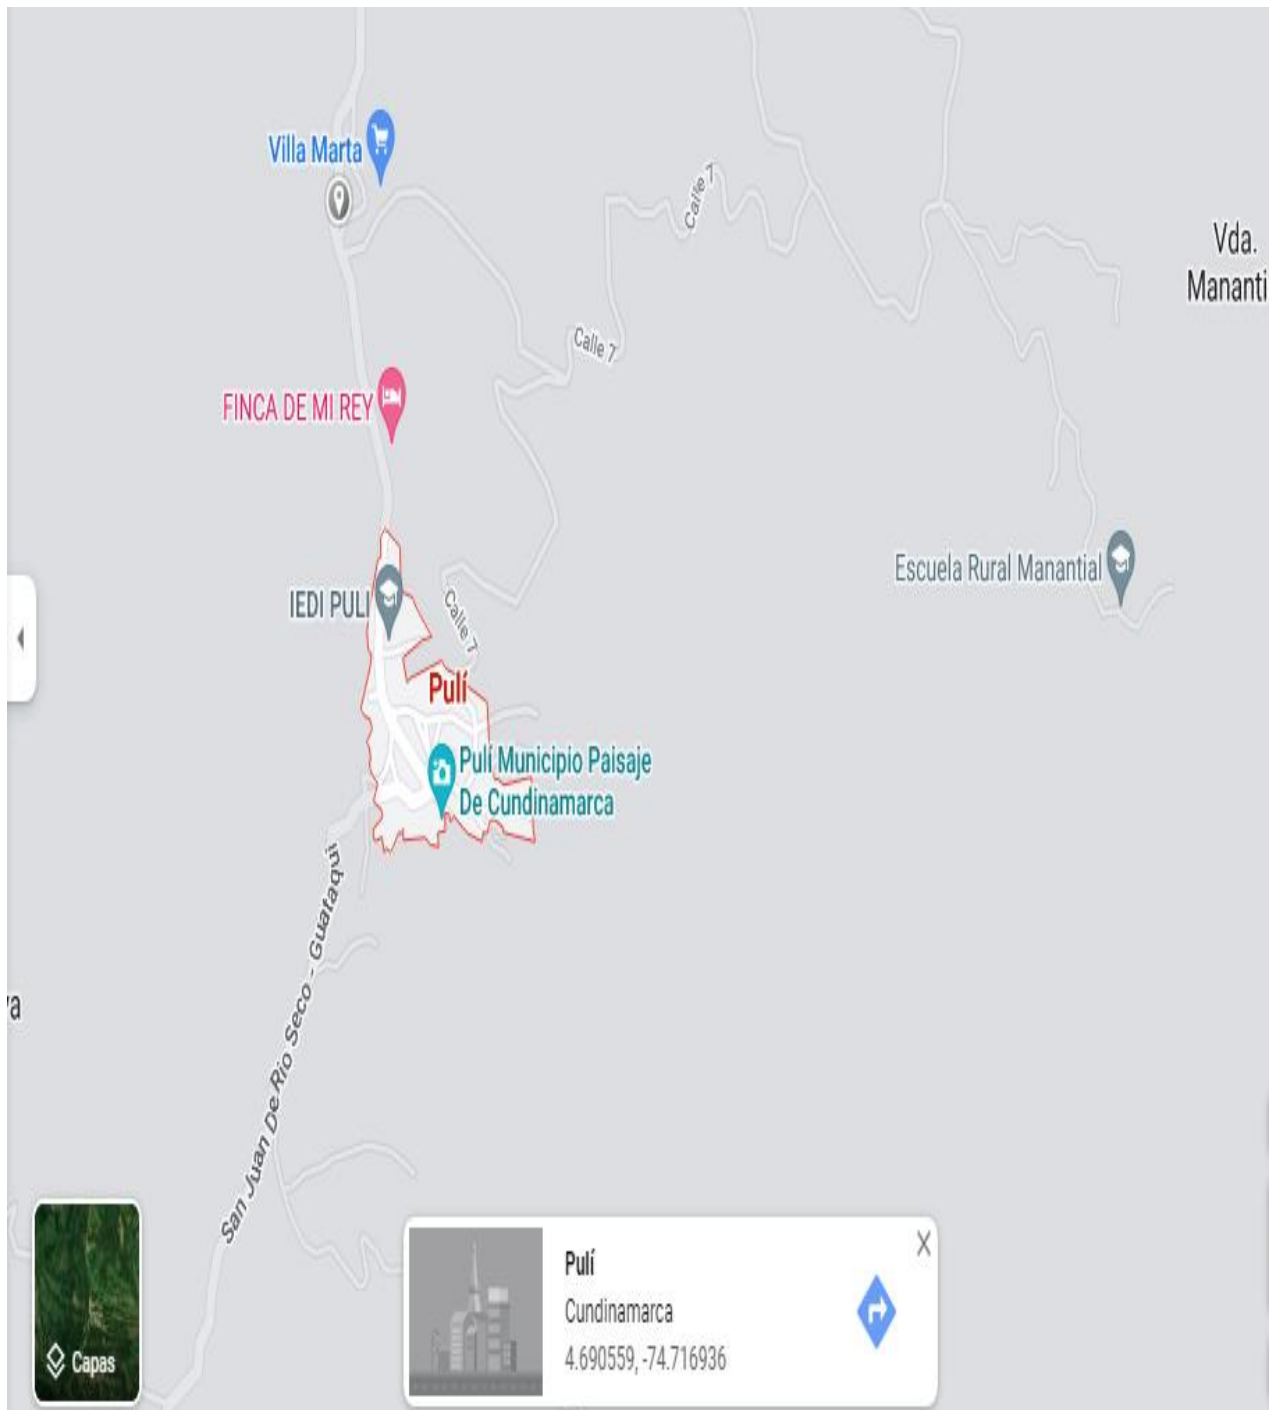 Villa Marta
Calle 7
Vda.
Mananti
Calle 7
FINCA DE MI REY
Escuela Rural Manantial
IEDI PULI
Calle 7
Pulí
Pulí Municipio Paisaje
De Cundinamarca
San Juan De Rio Seco - Guataquí
ra
Pulí
Cundinamarca
4.690559, -74.716936
Capas